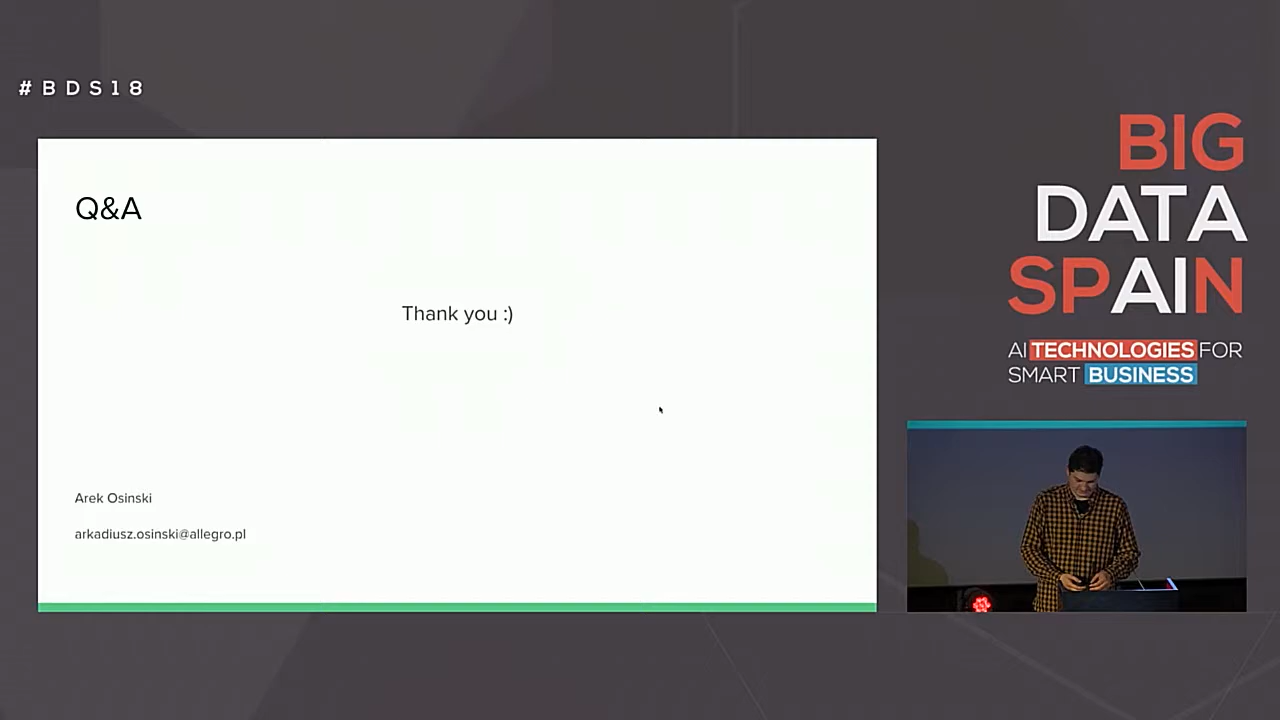 #BDS18
Q&A
Thank you :)
Arek Osinski
arkadiusz.osinski@allegro.pl
BIG
DATA
SPAIN
AI TECHNOLOGIES FOR
SMART BUSINESS